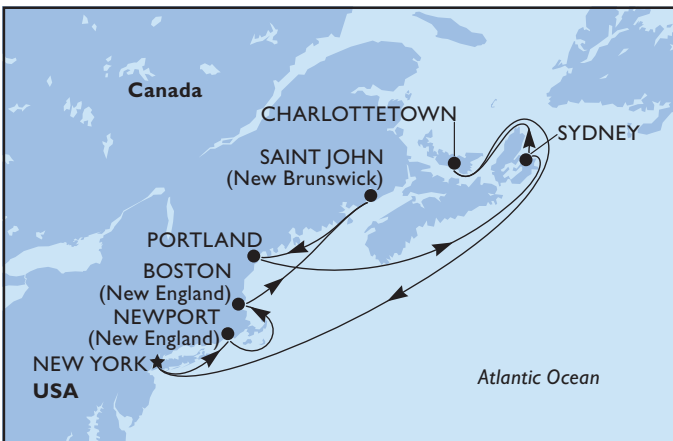 Canada
CHARLOTTETOWN
SYDNEY
SAINT JOHN
(New Brunswick)
PORTLAND
BOSTON
(New England)
NEWPORT
(New England)
NEW YORK
USA
Atlantic Ocean